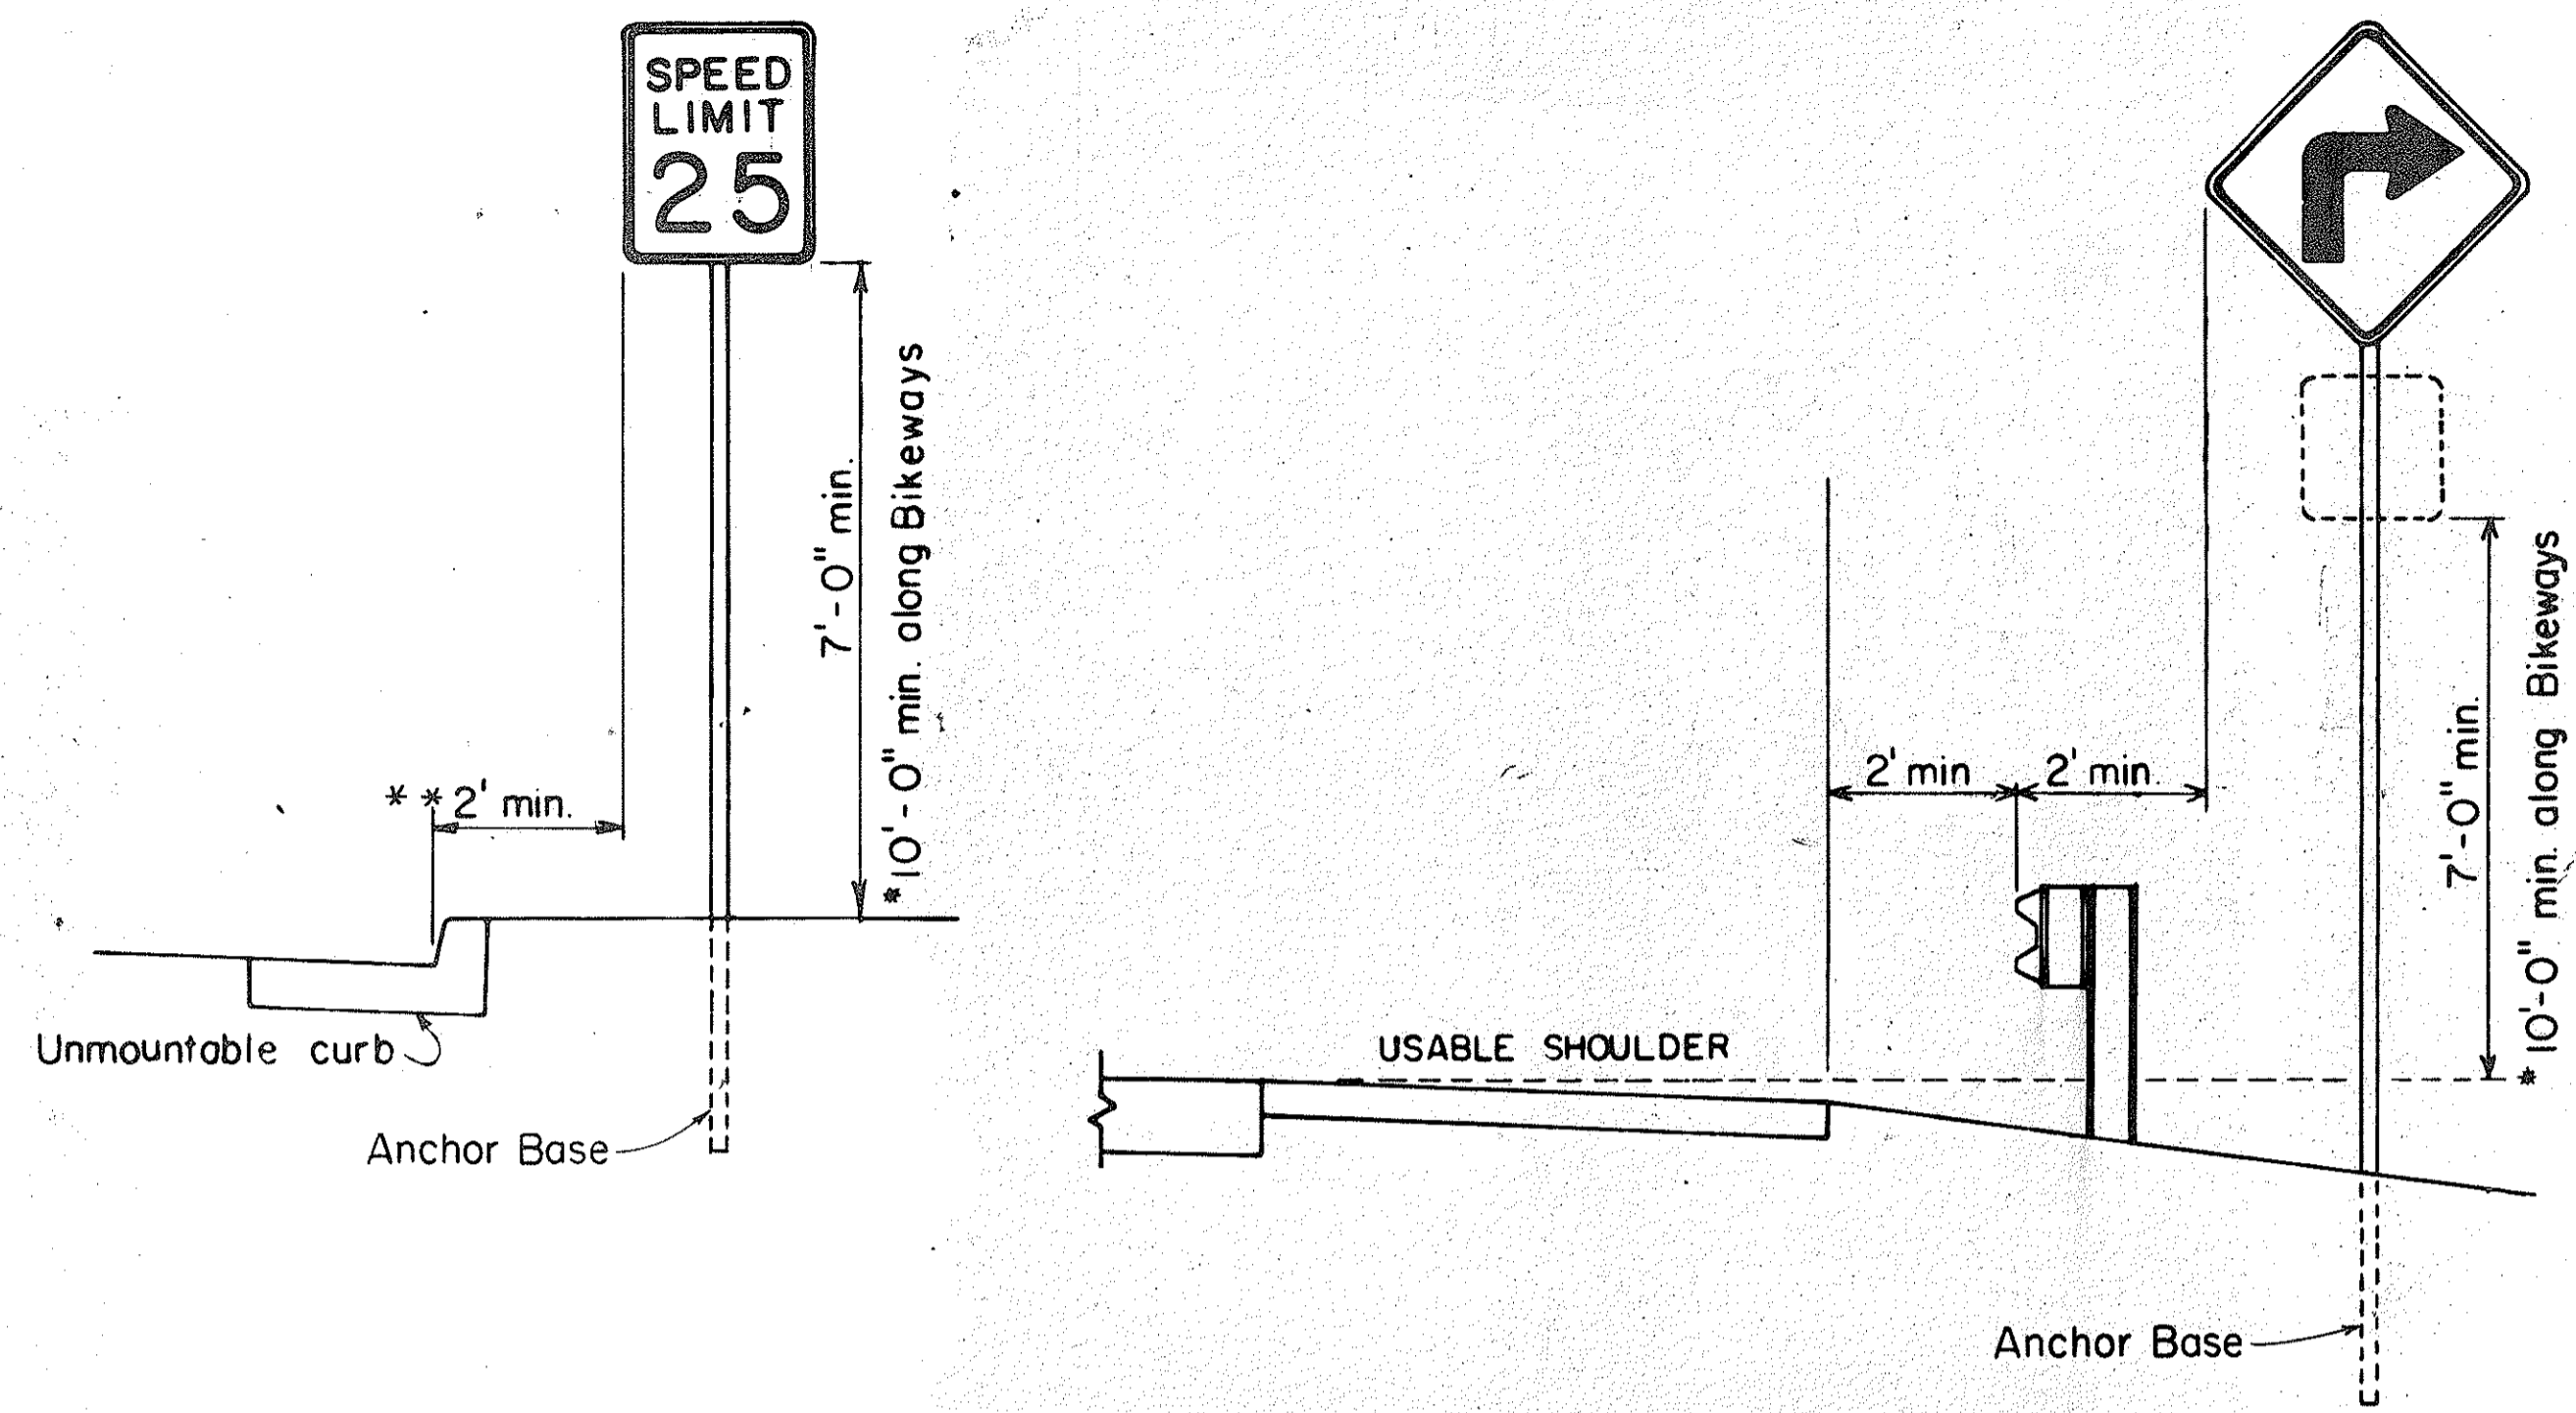 SPEED
LIMIT
25
7'-0" min.
*10'-0" min. along Bikeways
* * 2' min.
Unmountable curb
Anchor Base
2' min
2' min.
7'-0" min.
* 10'-0" min. along Bikeways
USABLE SHOULDER
Anchor Base